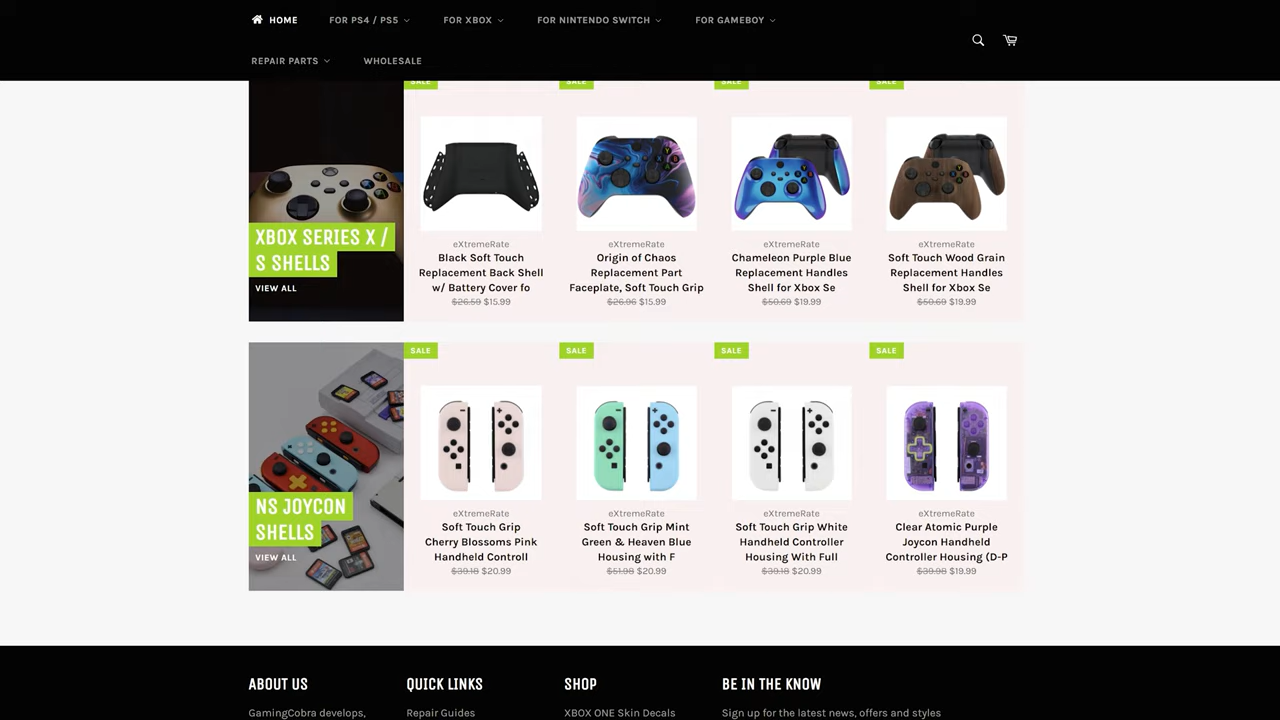 HOME
FOR PS4 / PS5
FOR XBOX
FOR NINTENDO SWITCH
FOR GAMEBOY
REPAIR PARTS
WHOLESALE
SALE
SALE
SALE
SALE
XBOX SERIES X /
S SHELLS
VIEW ALL
eXtremeRate
Black Soft Touch
Replacement Back Shell
w/ Battery Cover fo
$26.59 $15.99
eXtremeRate
Origin of Chaos
Replacement Part
Faceplate, Soft Touch Grip
$26.06 $15.99
eXtremeRate
Chameleon Purple Blue
Replacement Handles
Shell for Xbox Se
$50.69 $19.99
eXtremeRate
Soft Touch Wood Grain
Replacement Handles
Shell for Xbox Se
$50.69 $19.99
NS JOYCON
SHELLS
VIEW ALL
SALE
eXtremeRate
Soft Touch Grip
Cherry Blossoms Pink
Handheld Controll
$39.18 $20.99
SALE
eXtremeRate
Soft Touch Grip Mint
Green & Heaven Blue
Housing with F
$51.98 $20.99
SALE
eXtremeRate
Soft Touch Grip White
Handheld Controller
Housing With Full
$39.18 $20.99
SALE
eXtremeRate
Clear Atomic Purple
Joycon Handheld
Controller Housing (D-P
$39.98 $19.99
ABOUT US
GamingCobra develops,
QUICK LINKS
Repair Guides
SHOP
XBOX ONE Skin Decals
BE IN THE KNOW
Sign up for the latest news, offers and styles